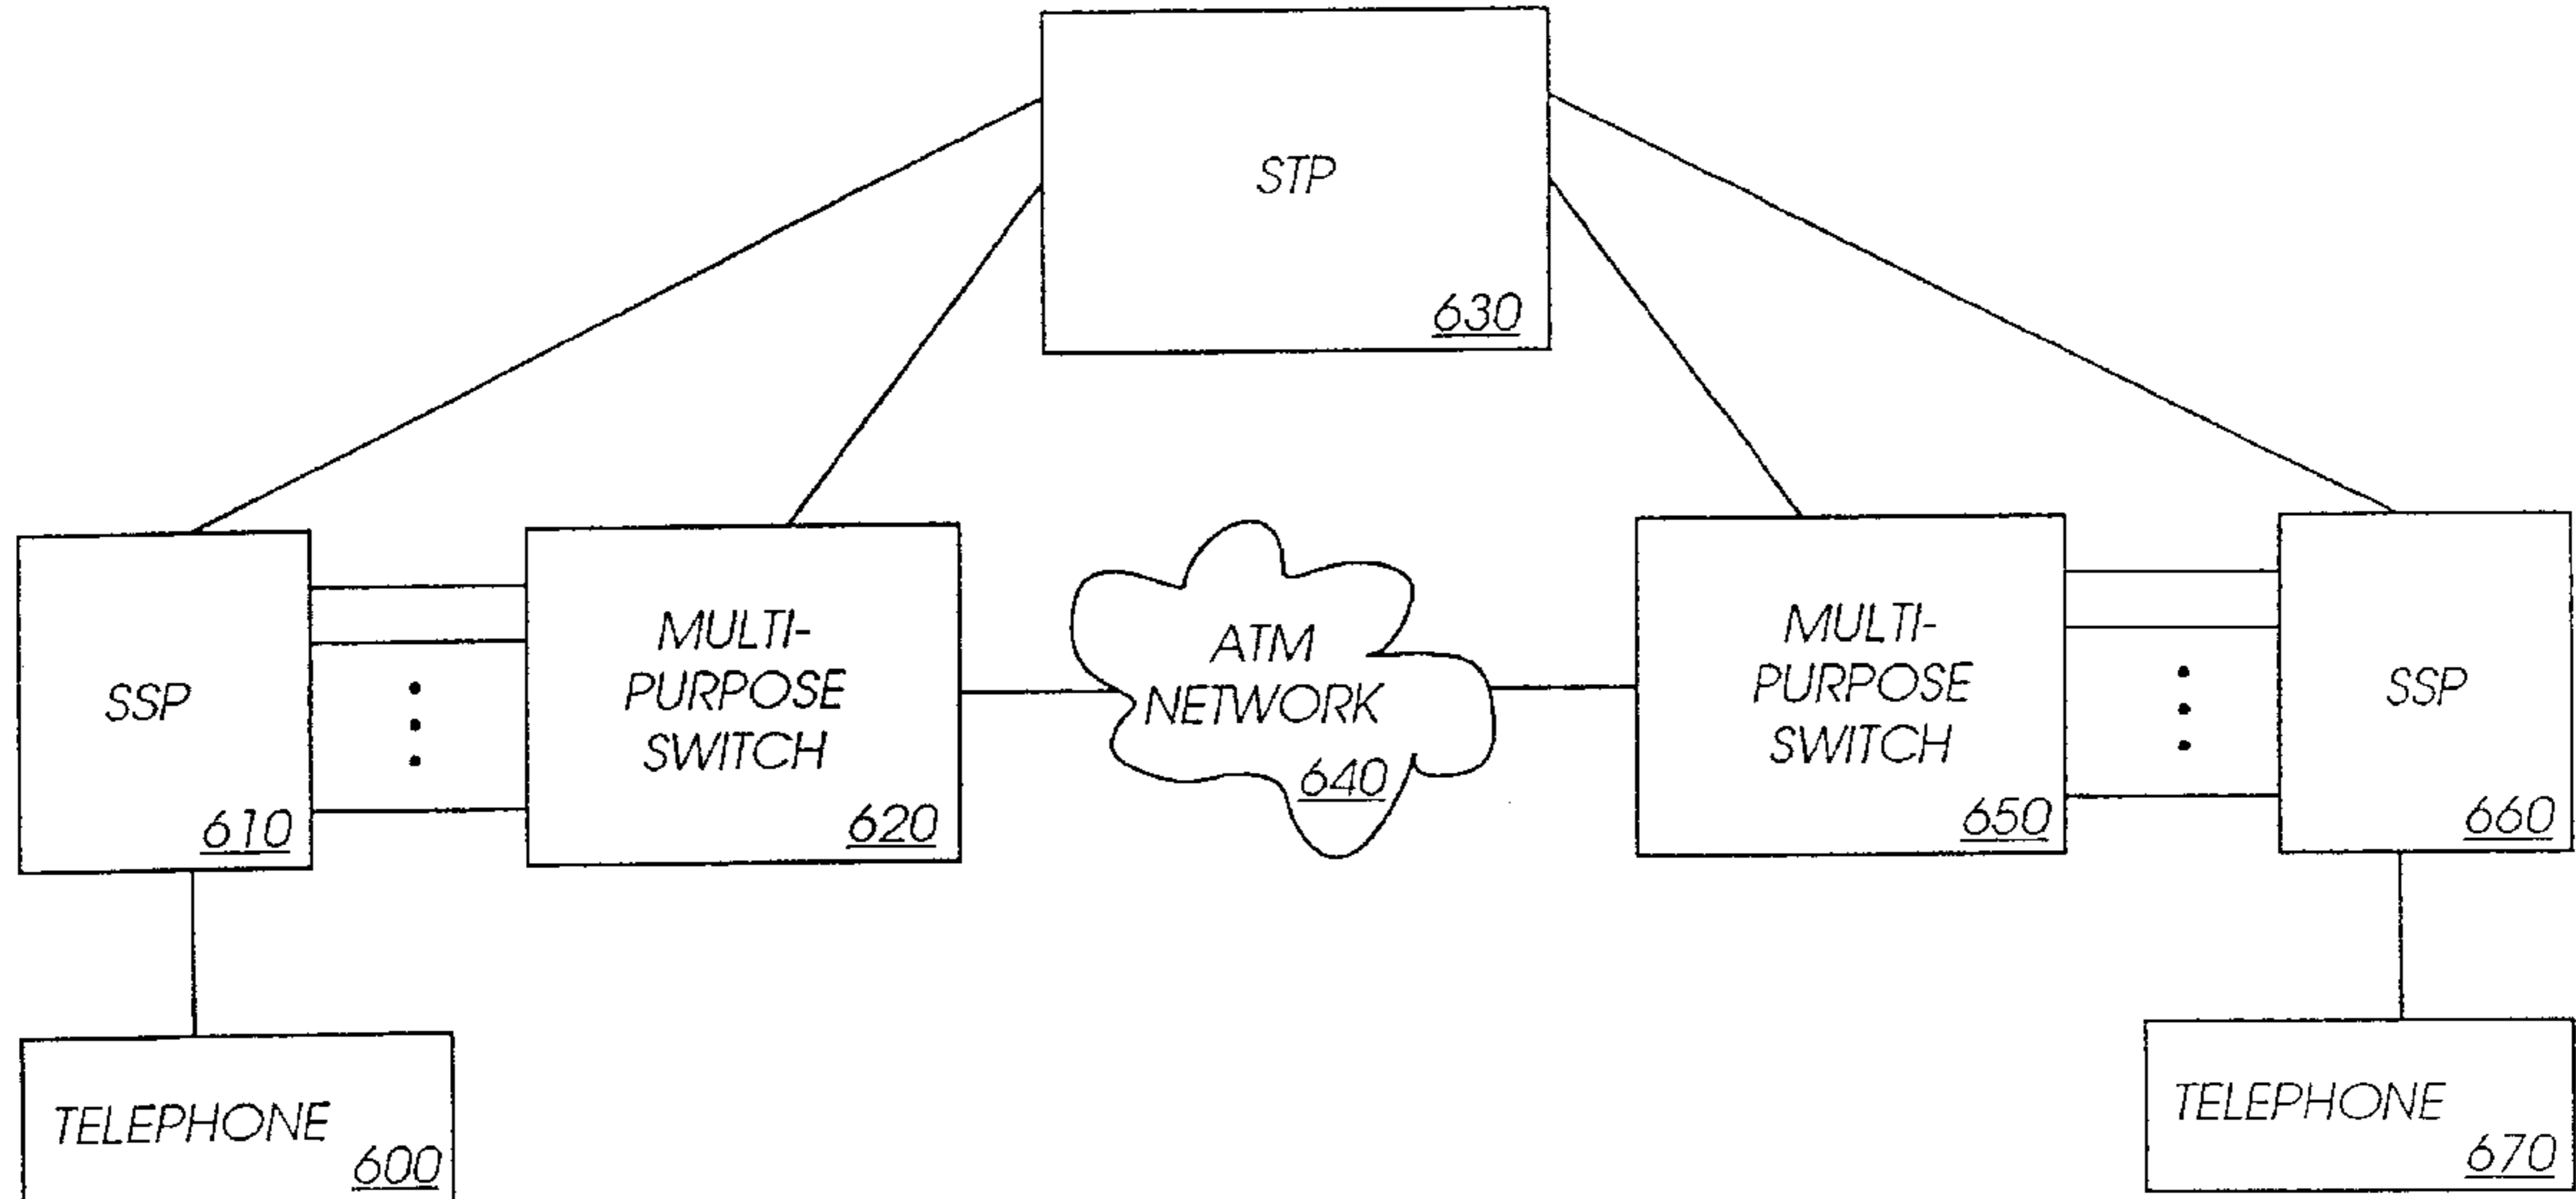 STP
630
SSP
610
MULTI-
PURPOSE
SWITCH
620
ATM
NETWORK
640
MULTI-
PURPOSE
SWITCH
650
SSP
660
TELEPHONE
600
TELEPHONE
670